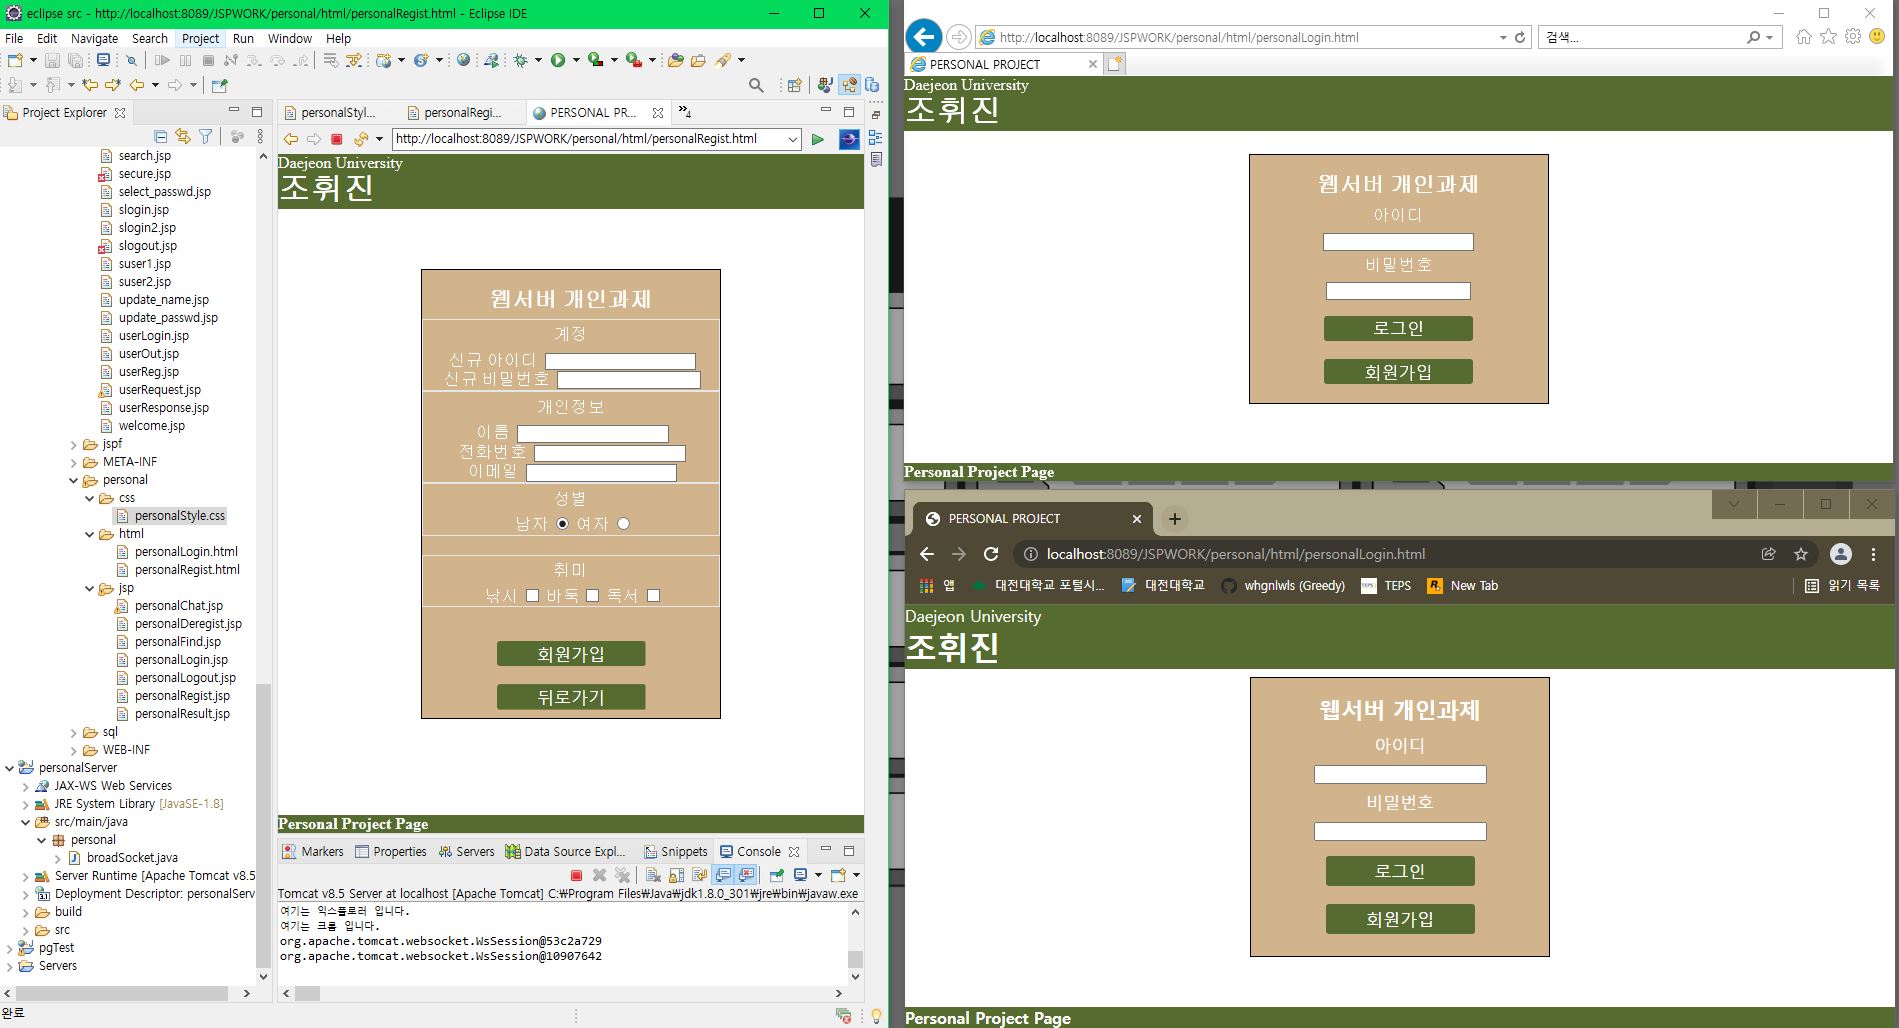 eclipse src - http://localhost:8089/JSPWORK/personal/html/personalRegist.html - Eclipse IDE
File Edit Navigate Search Project Run Window Help
Project Explorer
search.jsp
secure.jsp
select_passwd.jsp
slogin.jsp
slogin2.jsp
slogout.jsp
suser1.jsp
suser2.jsp
update_name.jsp
update_passwd.jsp
userLogin.jsp
userOut.jsp
userReg.jsp
userRequest.jsp
userResponse.jsp
welcome.jsp
jspf
META-INF
personal
css
personalStyle.css
html
personalLogin.html
personalRegist.html
jsp
personalChat.jsp
personalDeregist.jsp
personalFind.jsp
personalLogin.jsp
personalLogout.jsp
personalRegist.jsp
personalResult.jsp
sql
WEB-INF
personalServer
JAX-WS Web Services
JRE System Library [JavaSE-1.8]
src/main/java
personal
broadSocket.java
Server Runtime [Apache Tomcat v8.5
Deployment Descriptor: personalServ
build
src
pgTest
Servers
완료
personalStyl... personalRegi... PERSONAL PR... »4
http://localhost:8089/JSPWORK/personal/html/personalRegist.html
Daejeon University
조휘진
웹서버 개인과제
계정
신규 아이디
신규 비밀번호
개인정보
이름
전화번호
이메일
성별
남자 여자
취미
낚시 바둑 독서
회원가입
뒤로가기
Personal Project Page
Markers Properties Servers Data Source Expl... Snippets Console
Tomcat v8.5 Server at localhost [Apache Tomcat] C:₩Program Files₩Java₩jdk1.8.0_301₩jre₩bin₩javaw.exe
여기는 익스플로러 입니다.
여기는 크롬 입니다.
org.apache.tomcat.websocket.WsSession@53c2a729
org.apache.tomcat.websocket.WsSession@10907642
http://localhost:8089/JSPWORK/personal/html/personalLogin.html 검색...
PERSONAL PROJECT
Daejeon University
조휘진
웹서버 개인과제
아이디
비밀번호
로그인
회원가입
Personal Project Page
PERSONAL PROJECT
localhost:8089/JSPWORK/personal/html/personalLogin.html
앱 대전대학교 포털시... 대전대학교 whgnlwls (Greedy) TEPS TEPS R. New Tab 읽기 목록
Daejeon University
조휘진
웹서버 개인과제
아이디
비밀번호
로그인
회원가입
Personal Project Page